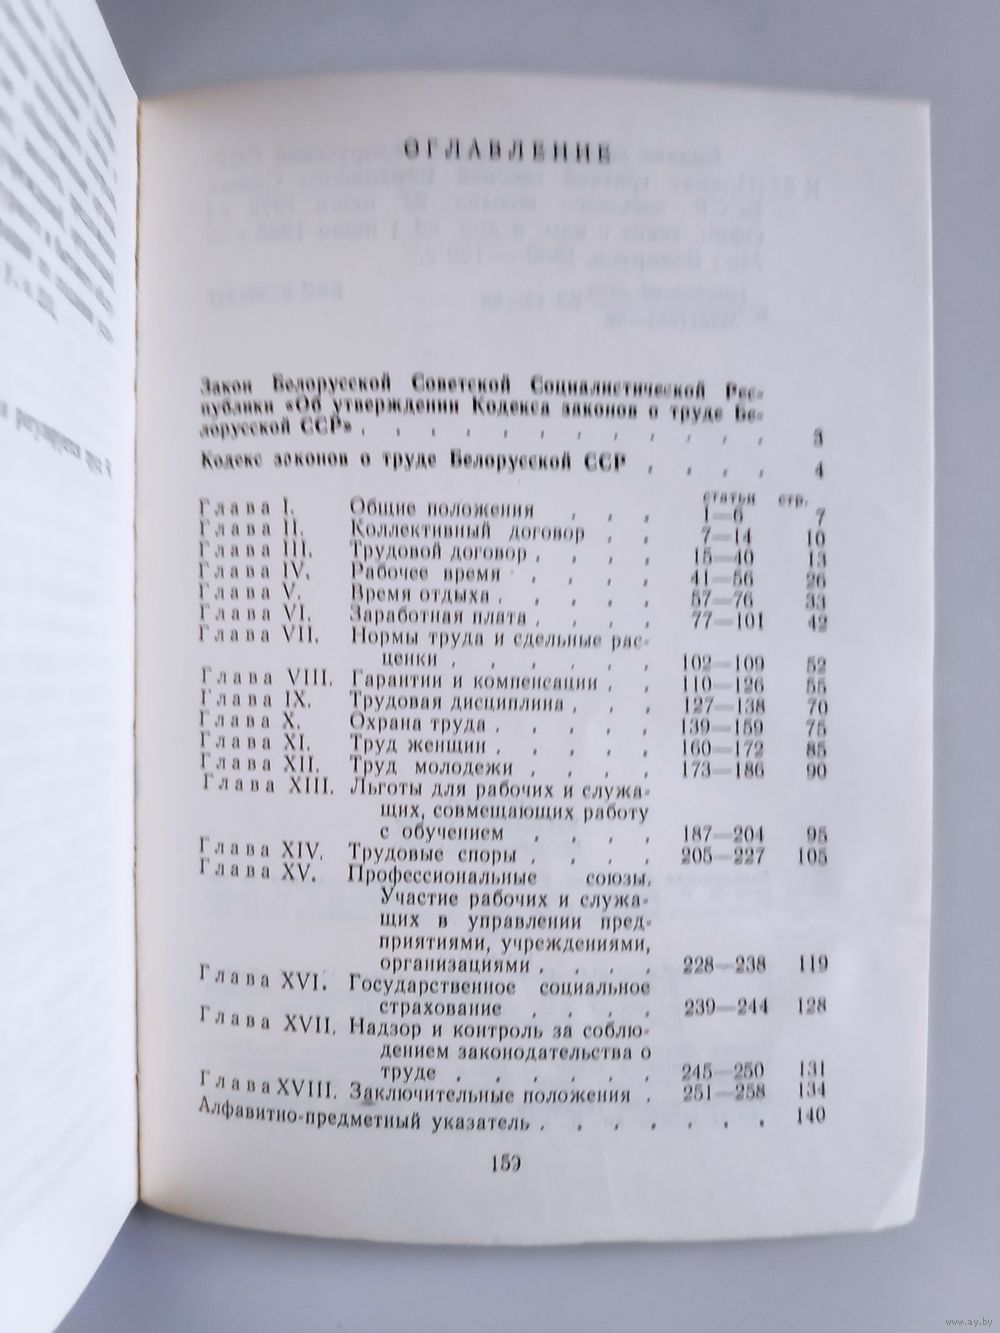 ОГЛАВЛЕНИЕ
Закон Белорусской Советской Социалистической Рес-
публики «Об утверждении Кодекса законов о труде Бе-
лорусской ССР» . . . . . . . . . . . . 3
Кодекс законов о труде Белорусской ССР . . . . 4
статьи стр.
Глава I. Общие положения . . . 1—6 7
Глава II. Коллективный договор . . 7—14 10
Глава III. Трудовой договор . . . . 15—40 13
Глава IV. Рабочее время . . . . 41—56 26
Глава V. Время отдыха . . . . . 57—76 33
Глава VI. Заработная плата . . . . 77—101 42
Глава VII. Нормы труда и сдельные рас-
ценки . . . . . . 102—109 52
Глава VIII. Гарантии и компенсации . . 110—126 55
Глава IX. Трудовая дисциплина . . . 127—138 70
Глава X. Охрана труда . . . . . 139—159 75
Глава XI. Труд женщин . . . . . 160—172 85
Глава XII. Труд молодежи . . . . 173—186 90
Глава XIII. Льготы для рабочих и служа-
щих, совмещающих работу
с обучением . . . . 187—204 95
Глава XIV. Трудовые споры . . . . 205—227 105
Глава XV. Профессиональные союзы.
Участие рабочих и служа-
щих в управлении пред-
приятиями, учреждениями,
организациями . . . . 228—238 119
Глава XVI. Государственное социальное
страхование . . . . 239—244 128
Глава XVII. Надзор и контроль за соблю-
дением законодательства о
труде . . . . . . 245—250 131
Глава XVIII. Заключительные положения . 251—258 134
Алфавитно-предметный указатель . . . . . . . 140
159
www.ay.by